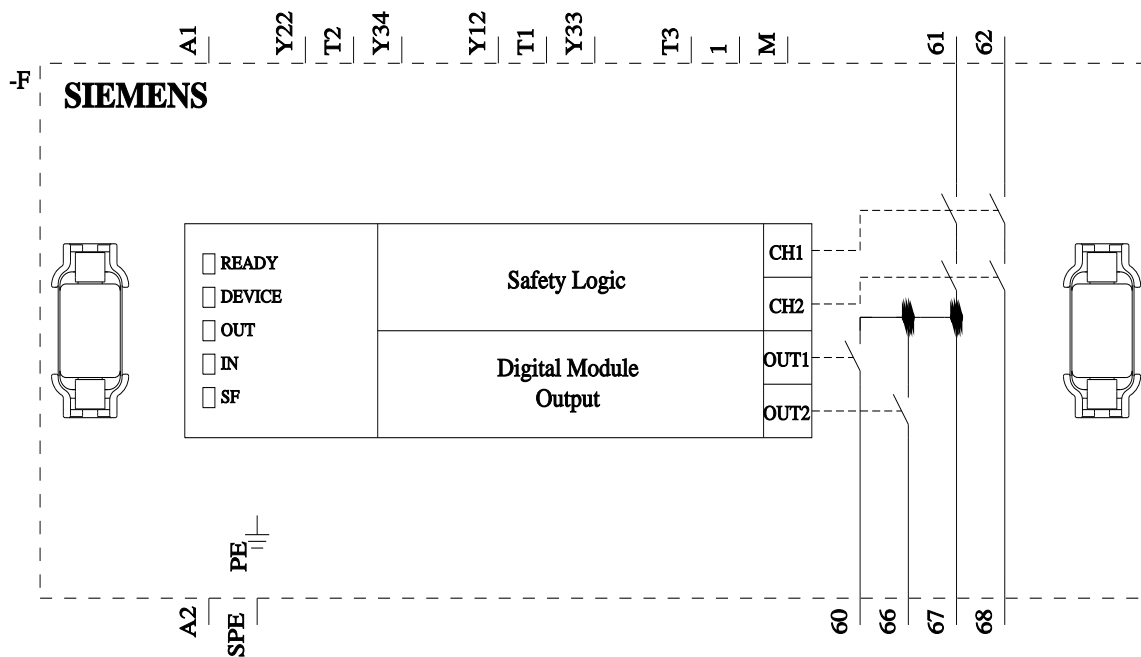 A1
Y22
T2
Y34
Y12
T1
Y33
T3
1
M
61
62
-F
SIEMENS
READY
DEVICE
OUT
IN
SF
Safety Logic
Digital Module
Output
CH1
CH2
OUT1
OUT2
PE
A2
SPE
60
66
67
68